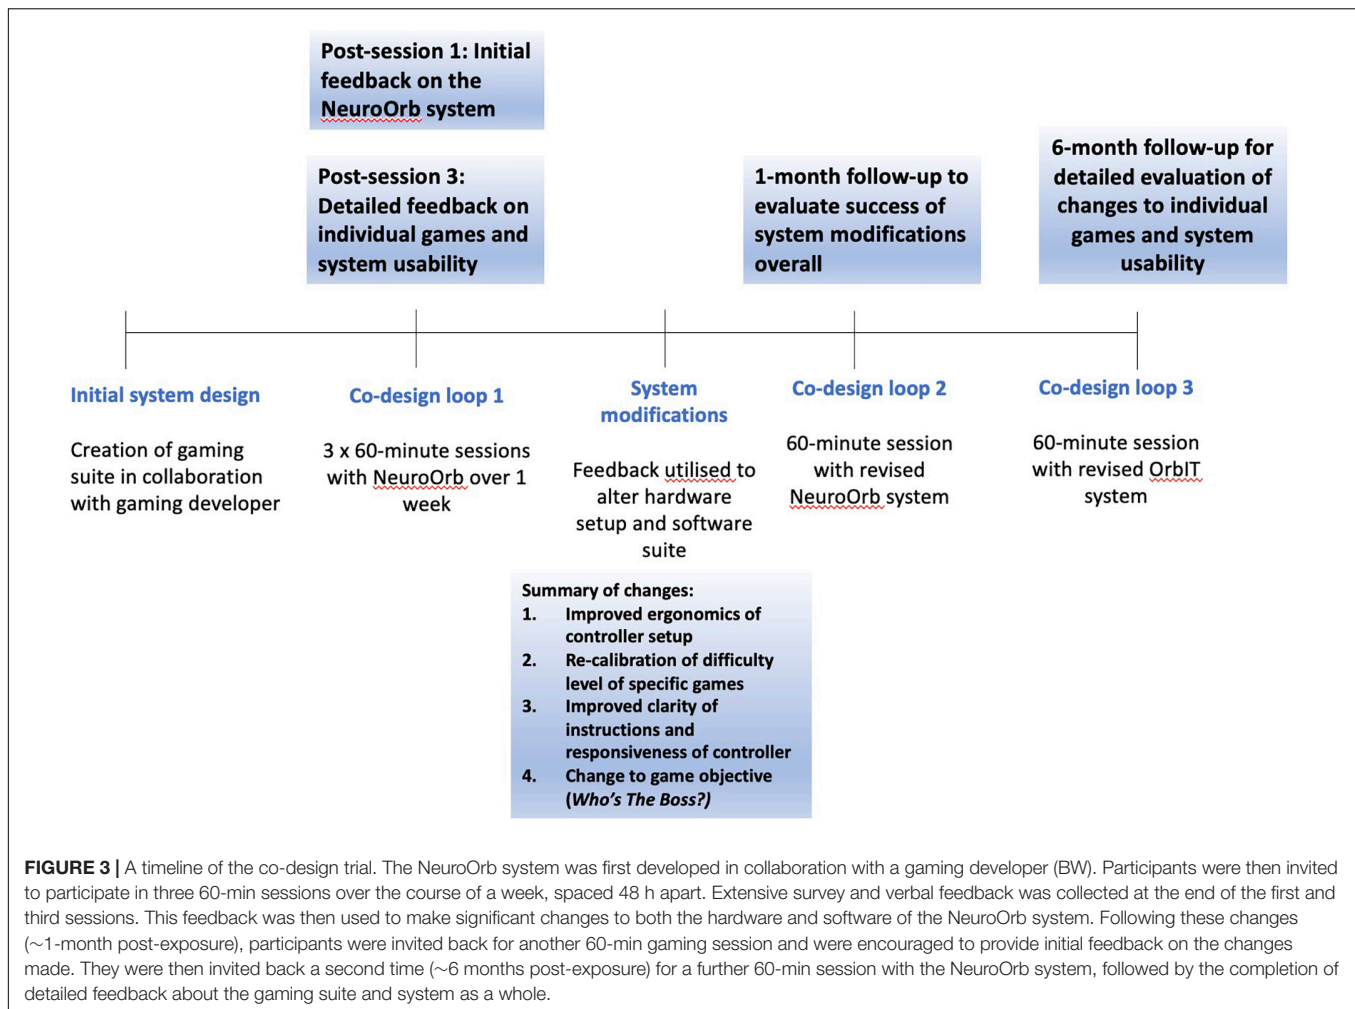 Post-session 1: Initial
feedback on the
NeuroOrb system
Post-session 3:
Detailed feedback on
individual games and
system usability
1-month follow-up to
evaluate success of
system modifications
overall
6-month follow-up for
detailed evaluation of
changes to individual
games and system
usability
Initial system design
Creation of gaming
suite in collaboration
with gaming developer
Co-design loop 1
3 x 60-minute sessions
with NeuroOrb over 1
week
System
modifications
Feedback utilised to
alter hardware
setup and software
suite
Co-design loop 2
60-minute session
with revised
NeuroOrb system
Co-design loop 3
60-minute session
with revised OrbIT
system
Summary of changes:
1. Improved ergonomics of
controller setup
2. Re-calibration of difficulty
level of specific games
3. Improved clarity of
instructions and
responsiveness of controller
4. Change to game objective
(Who's The Boss?)
FIGURE 3 | A timeline of the co-design trial. The NeuroOrb system was first developed in collaboration with a gaming developer (BW). Participants were then invited
to participate in three 60-min sessions over the course of a week, spaced 48 h apart. Extensive survey and verbal feedback was collected at the end of the first and
third sessions. This feedback was then used to make significant changes to both the hardware and software of the NeuroOrb system. Following these changes
(~1-month post-exposure), participants were invited back for another 60-min gaming session and were encouraged to provide initial feedback on the changes
made. They were then invited back a second time (~6 months post-exposure) for a further 60-min session with the NeuroOrb system, followed by the completion of
detailed feedback about the gaming suite and system as a whole.